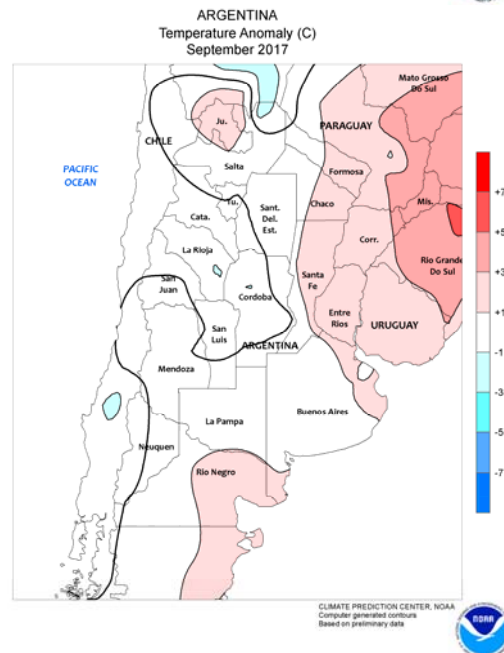 ARGENTINA
Temperature Anomaly (C)
September 2017
Mato Grosso
Do Sul
Ju.
PARAGUAY
CHILE
PACIFIC
OCEAN
Salta
Formosa
Tu.
Chaco
Mis.
Cata.
Sant.
Del.
Est.
Corr.
La Rioja
Rio Grande
Do Sul
San
Juan
Santa
Fe
Cordoba
Entre
Rios
URUGUAY
San
Luis
ARGENTINA
Mendoza
La Pampa
Buenos Aires
Neuquen
Rio Negro
+7
+5
+3
+1
-1
-3
-5
-7
CLIMATE PREDICTION CENTER, NOAA
Computer generated contours
Based on preliminary data
noaa